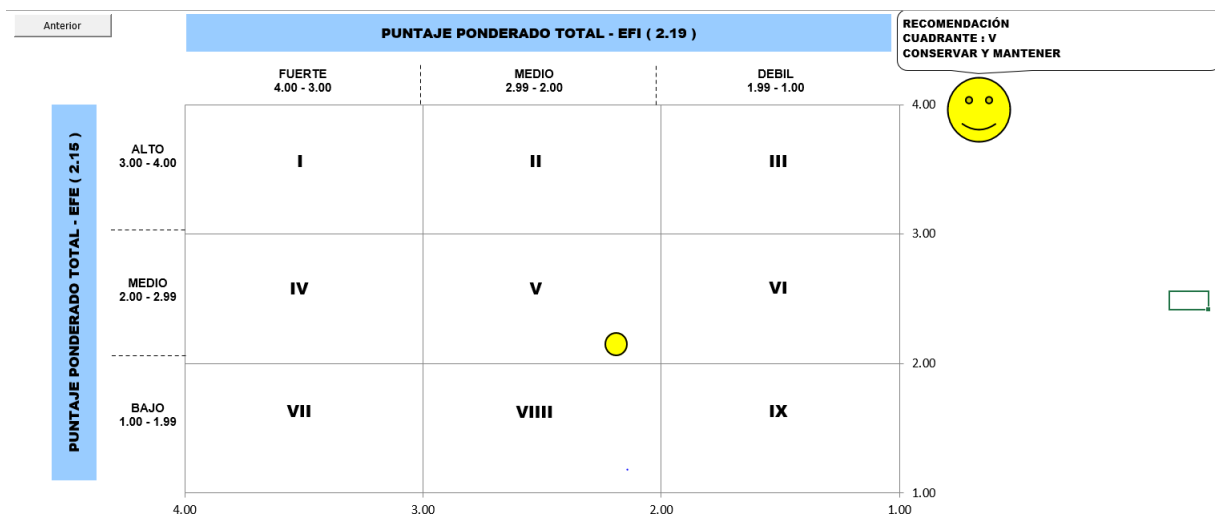 Anterior
PUNTAJE PONDERADO TOTAL - EFI ( 2.19 )
RECOMENDACIÓN
CUADRANTE : V
CONSERVAR Y MANTENER
FUERTE
4.00 - 3.00
MEDIO
2.99 - 2.00
DEBIL
1.99 - 1.00
PUNTAJE PONDERADO TOTAL - EFE ( 2.15 )
4.00
ALTO
3.00 - 4.00
I
II
III
3.00
MEDIO
2.00 - 2.99
IV
V
VI
2.00
BAJO
1.00 - 1.99
VII
VIIII
IX
1.00
4.00
3.00
2.00
1.00